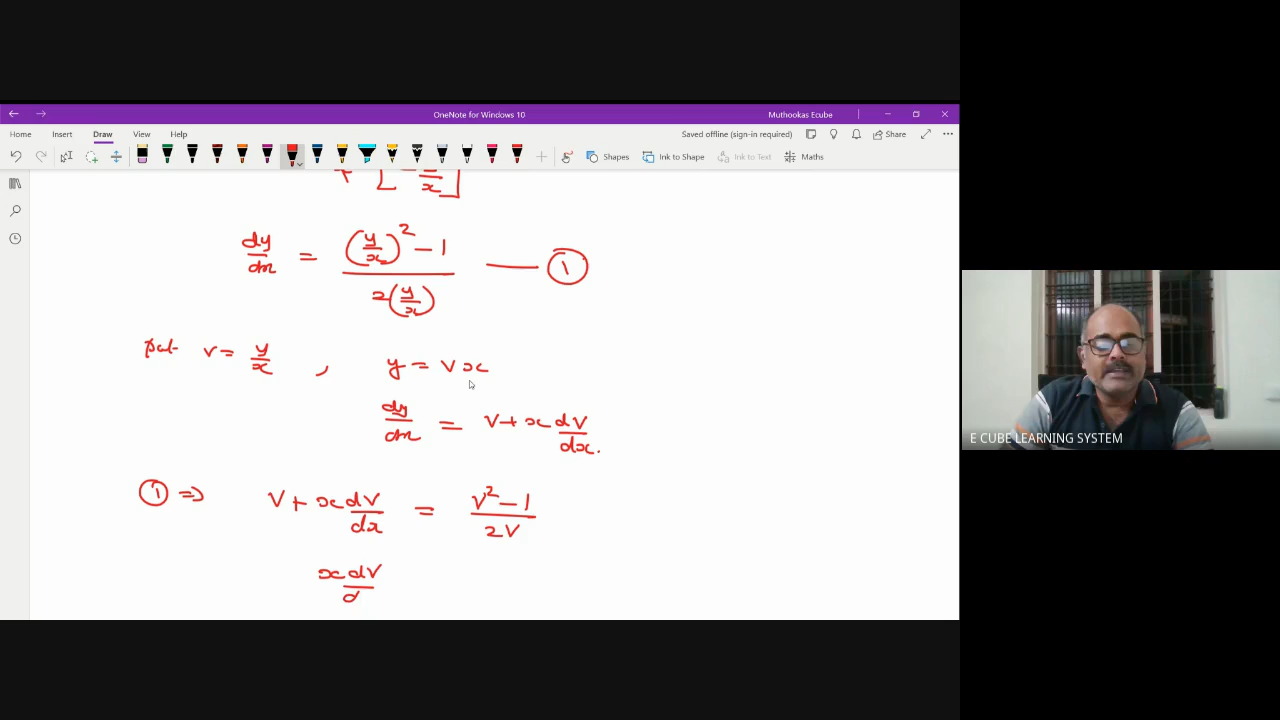 OneNote for Windows 10
Muthookas Ecube
Home Insert Draw View Help
Saved offline (sign-in required)
Share
Shapes
Ink to Shape
Ink to Text
Maths
dy/dx = ((y/x)² − 1) / (2(y/x)) —— ①
put v = y/x , y = vx
dy/dx = v + x dv/dx.
① ⇒ v + x dv/dx = (v² − 1) / 2v
x dv/d
E CUBE LEARNING SYSTEM